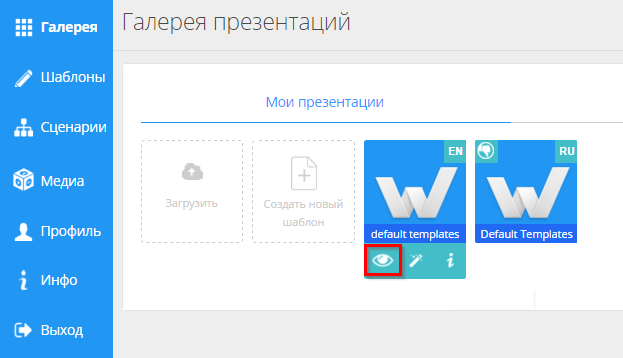 Галерея
Шаблоны
Сценарии
Медиа
Профиль
Инфо
Выход
Галерея презентаций
Мои презентации
Загрузить
Создать новый
шаблон
EN
default templates
RU
Default Templates